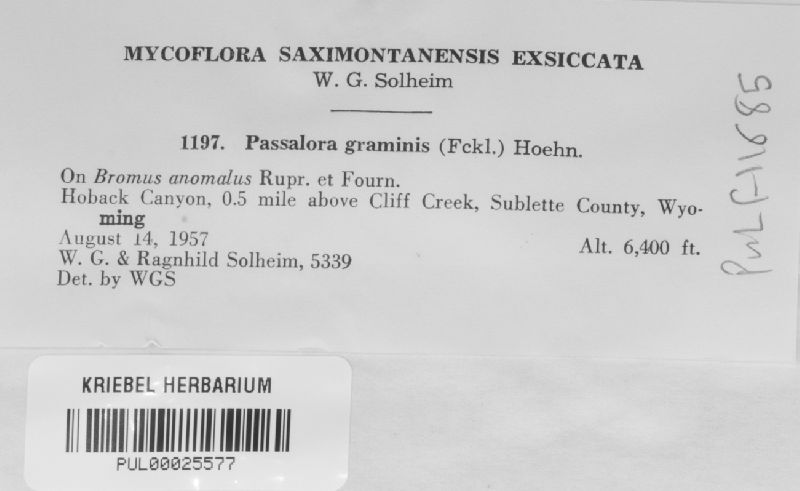 MYCOFLORA SAXIMONTANENSIS EXSICCATA
W. G. Solheim
1197. Passalora graminis (Fckl.) Hoehn.
On Bromus anomalus Rupr. et Fourn.
Hoback Canyon, 0.5 mile above Cliff Creek, Sublette County, Wyo-
ming
August 14, 1957
Alt. 6,400 ft.
W. G. & Ragnhild Solheim, 5339
Det. by WGS
PUL F-11685
KRIEBEL HERBARIUM
PUL00025577